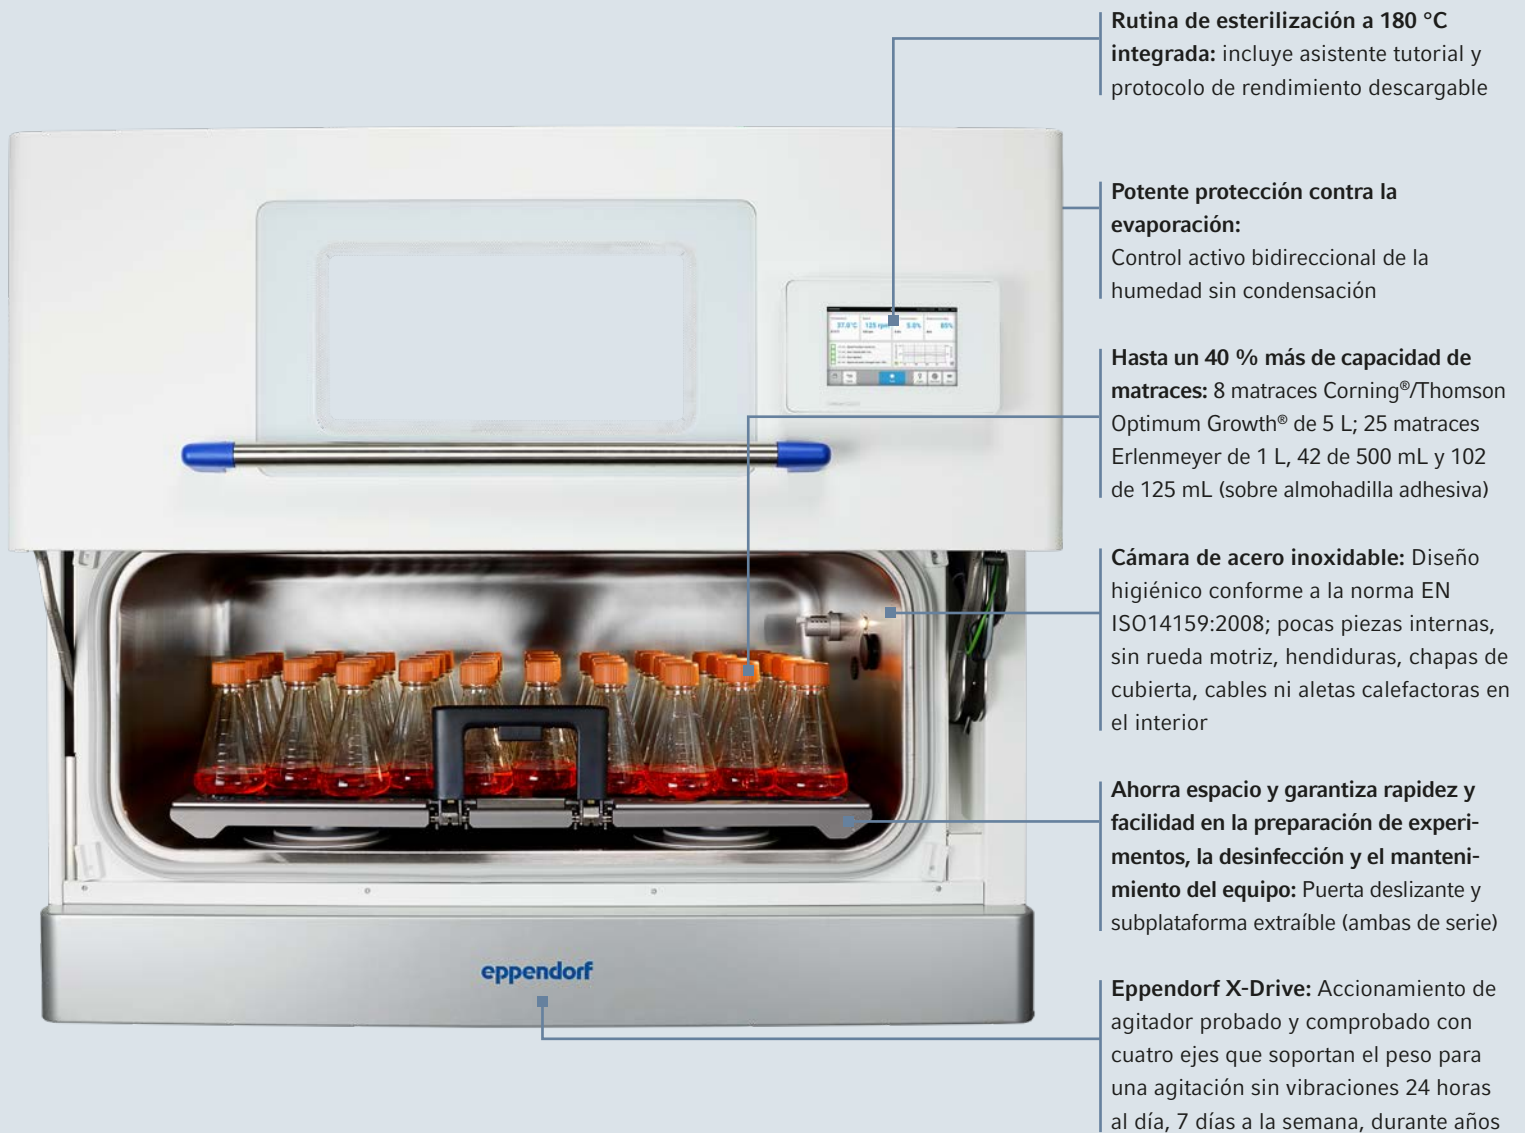 Rutina de esterilización a 180 °C
integrada: incluye asistente tutorial y
protocolo de rendimiento descargable
Potente protección contra la
evaporación:
Control activo bidireccional de la
humedad sin condensación
37.0°C 125 rpm 5.0% 85%
Hasta un 40 % más de capacidad de
matraces: 8 matraces Corning®/Thomson
Optimum Growth® de 5 L; 25 matraces
Erlenmeyer de 1 L, 42 de 500 mL y 102
de 125 mL (sobre almohadilla adhesiva)
Cámara de acero inoxidable: Diseño
higiénico conforme a la norma EN
ISO14159:2008; pocas piezas internas,
sin rueda motriz, hendiduras, chapas de
cubierta, cables ni aletas calefactoras en
el interior
Ahorra espacio y garantiza rapidez y
facilidad en la preparación de experi-
mentos, la desinfección y el manteni-
miento del equipo: Puerta deslizante y
subplataforma extraíble (ambas de serie)
eppendorf
Eppendorf X-Drive: Accionamiento de
agitador probado y comprobado con
cuatro ejes que soportan el peso para
una agitación sin vibraciones 24 horas
al día, 7 días a la semana, durante años